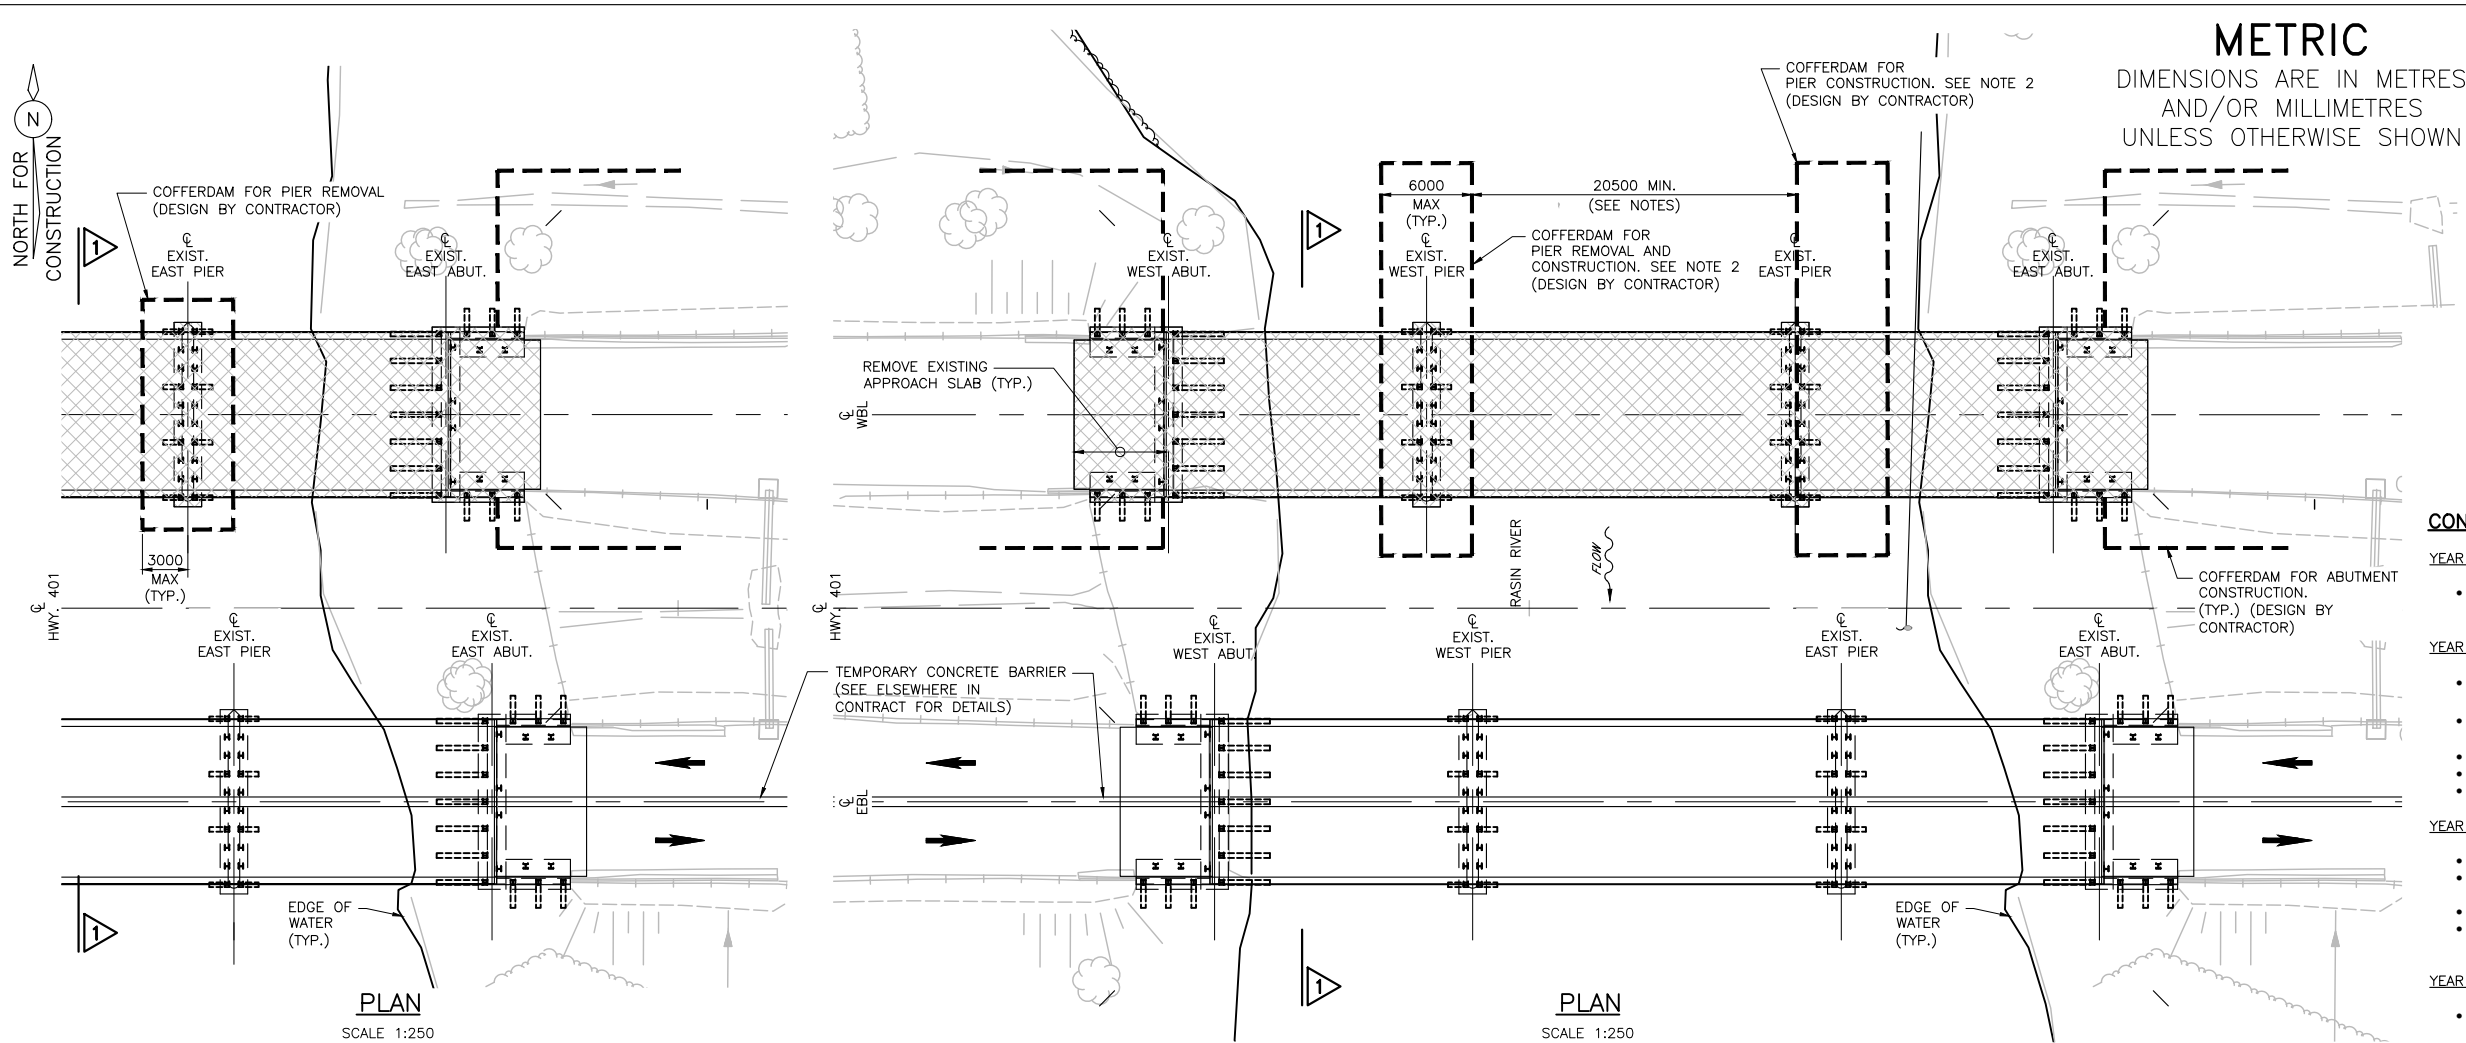 METRIC
DIMENSIONS ARE IN METRES
AND/OR MILLIMETRES
UNLESS OTHERWISE SHOWN
N
NORTH FOR
CONSTRUCTION
COFFERDAM FOR PIER REMOVAL
(DESIGN BY CONTRACTOR)
1
℄
EXIST.
EAST PIER
℄
EXIST.
EAST ABUT.
3000
MAX
(TYP.)
℄
HWY. 401
℄
EXIST.
EAST PIER
℄
EXIST.
EAST ABUT.
1
EDGE OF
WATER
(TYP.)
PLAN
SCALE 1:250
COFFERDAM FOR
PIER CONSTRUCTION. SEE NOTE 2
(DESIGN BY CONTRACTOR)
6000
MAX
(TYP.)
20500 MIN.
(SEE NOTES)
1
COFFERDAM FOR
PIER REMOVAL AND
CONSTRUCTION. SEE NOTE 2
(DESIGN BY CONTRACTOR)
℄
EXIST.
WEST ABUT.
℄
EXIST.
WEST PIER
℄
EXIST.
EAST PIER
℄
EXIST.
EAST ABUT.
REMOVE EXISTING
APPROACH SLAB (TYP.)
℄
WBL
RASIN RIVER
FLOW
COFFERDAM FOR ABUTMENT
CONSTRUCTION.
(TYP.) (DESIGN BY
CONTRACTOR)
℄
HWY. 401
℄
EXIST.
WEST ABUT.
℄
EXIST.
WEST PIER
℄
EXIST.
EAST PIER
℄
EXIST.
EAST ABUT.
TEMPORARY CONCRETE BARRIER
(SEE ELSEWHERE IN
CONTRACT FOR DETAILS)
℄
EBL
EDGE OF
WATER
(TYP.)
1
PLAN
SCALE 1:250
CON
YEAR
YEAR
YEAR
YEAR